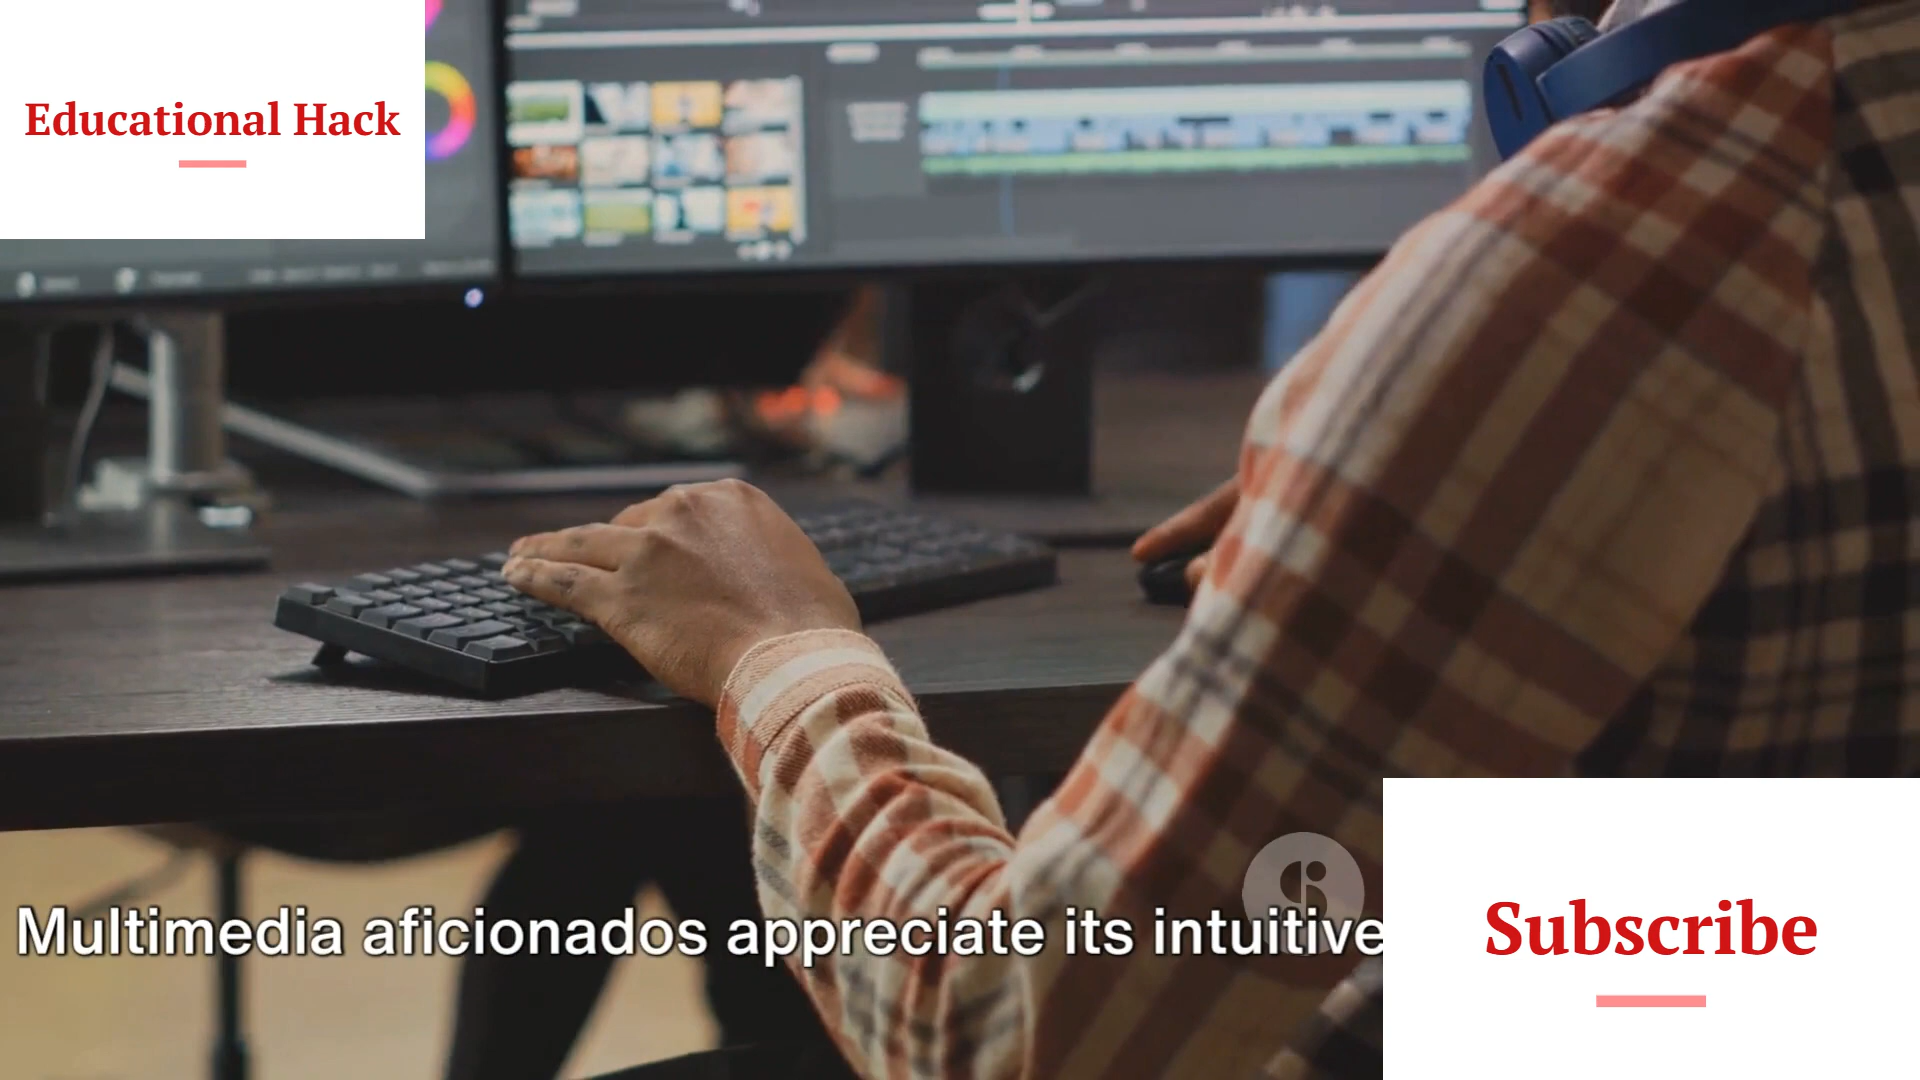 Educational Hack
Multimedia aficionados appreciate its intuitive
Subscribe